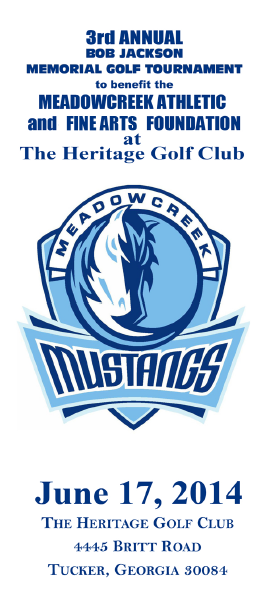 3rd ANNUAL
BOB JACKSON
MEMORIAL GOLF TOURNAMENT
to benefit the
MEADOWCREEK ATHLETIC
and FINE ARTS FOUNDATION
at
The Heritage Golf Club
MEADOWCREEK
MUSTANGS
June 17, 2014
THE HERITAGE GOLF CLUB
4445 BRITT ROAD
TUCKER, GEORGIA 30084